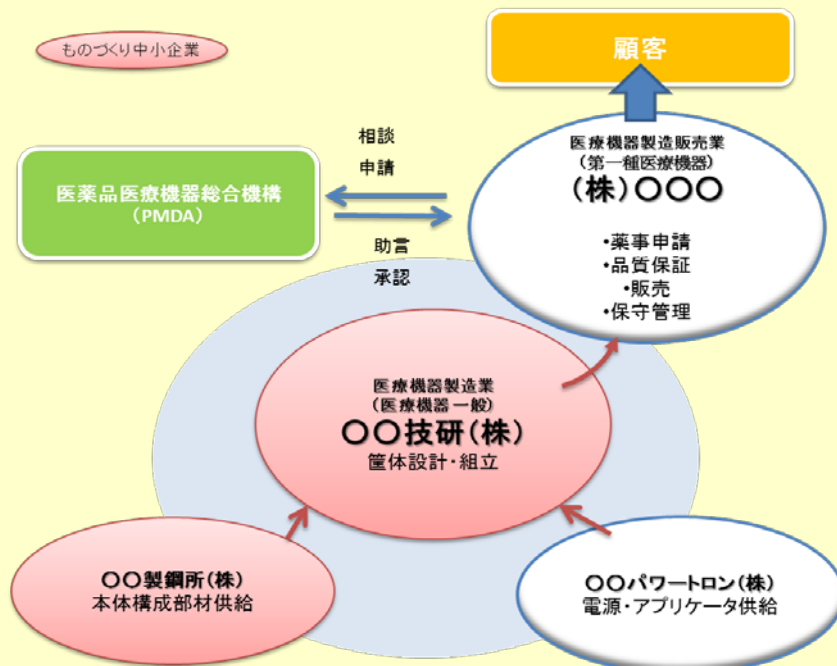 ものづくり中小企業
顧客
医療機器製造販売業
(第一種医療機器)
(株)〇〇〇
・薬事申請
・品質保証
・販売
・保守管理
相談
申請
医薬品医療機器総合機構
(PMDA)
助言
承認
医療機器製造業
(医療機器一般)
〇〇技研(株)
筐体設計・組立
〇〇製鋼所(株)
本体構成部材供給
〇〇パワートロン(株)
電源・アプリケータ供給